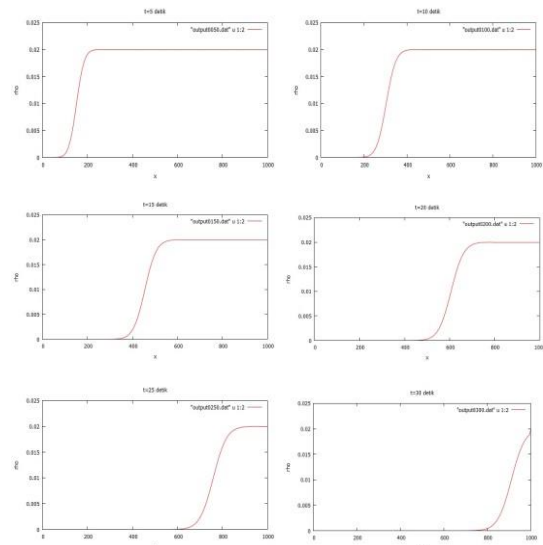 t=5 detik
"output0050.dat" u 1:2
0.025
0.02
0.015
0.01
0.005
0
rho
0 200 400 600 800 1000
x
t=10 detik
"output0100.dat" u 1:2
0.025
0.02
0.015
0.01
0.005
0
rho
0 200 400 600 800 1000
x
t=15 detik
"output0150.dat" u 1:2
0.025
0.02
0.015
0.01
0.005
0
rho
0 200 400 600 800 1000
x
t=20 detik
"output0200.dat" u 1:2
0.025
0.02
0.015
0.01
0.005
0
rho
0 200 400 600 800 1000
x
t=25 detik
"output0250.dat" u 1:2
0.025
0.02
0.015
0.01
0.005
0
rho
0 200 400 600 800 1000
t=30 detik
"output0300.dat" u 1:2
0.025
0.02
0.015
0.01
0.005
0
rho
0 200 400 600 800 1000